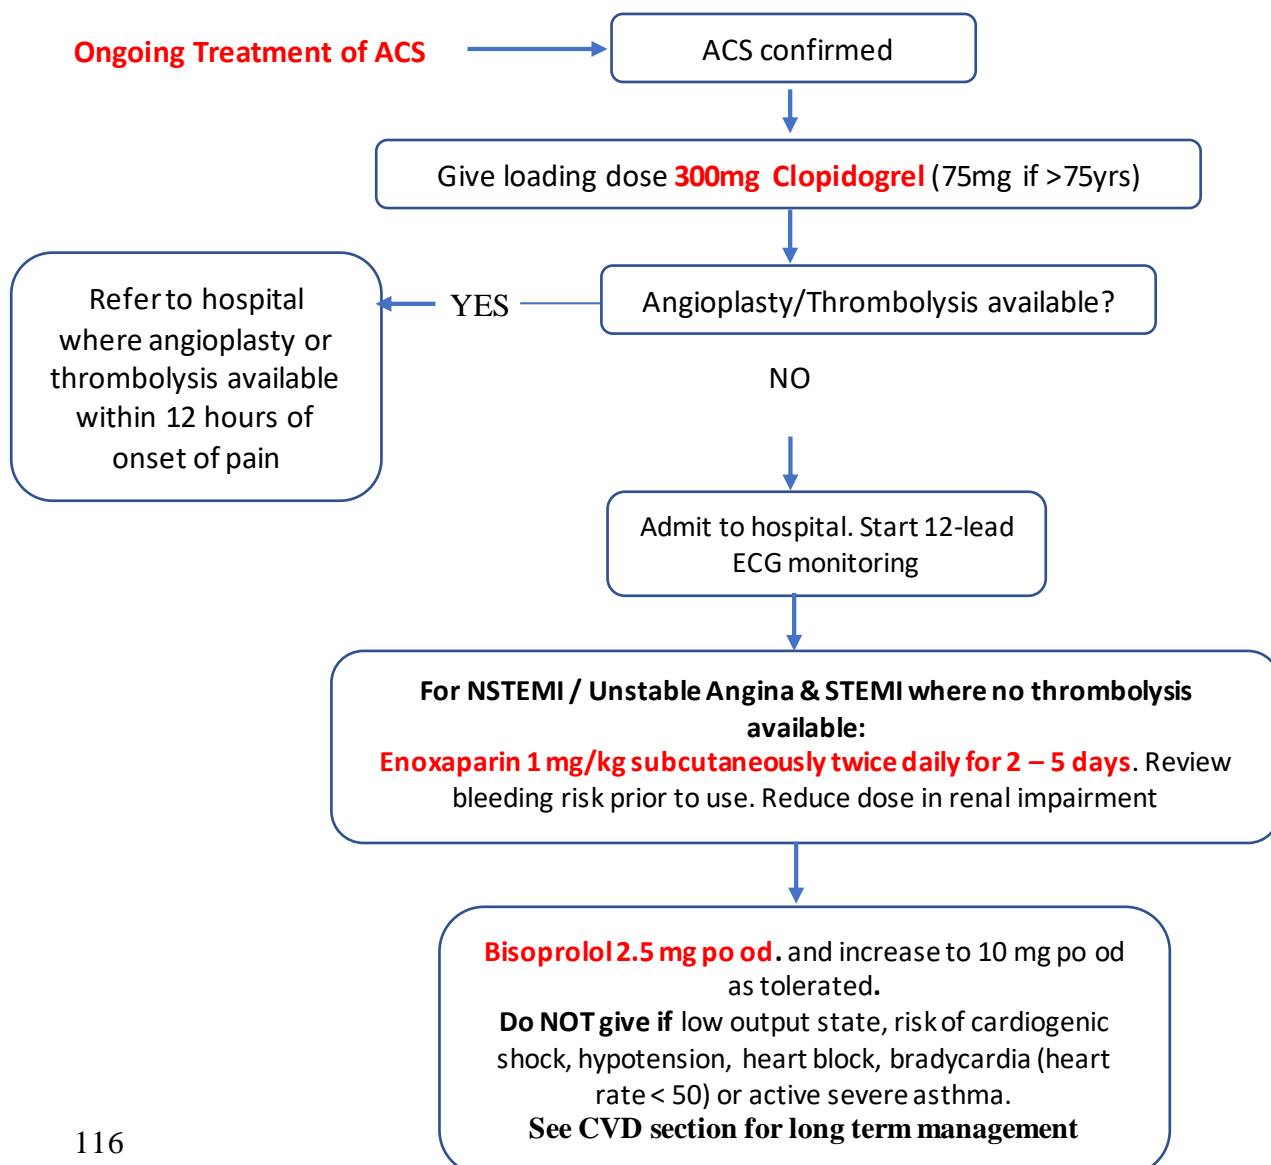 Ongoing Treatment of ACS
ACS confirmed
Give loading dose 300mg Clopidogrel (75mg if >75yrs)
Angioplasty/Thrombolysis available?
YES
Refer to hospital
where angioplasty or
thrombolysis available
within 12 hours of
onset of pain
NO
Admit to hospital. Start 12-lead
ECG monitoring
For NSTEMI / Unstable Angina & STEMI where no thrombolysis
available:
Enoxaparin 1 mg/kg subcutaneously twice daily for 2 – 5 days. Review
bleeding risk prior to use. Reduce dose in renal impairment
Bisoprolol 2.5 mg po od. and increase to 10 mg po od
as tolerated.
Do NOT give if low output state, risk of cardiogenic
shock, hypotension, heart block, bradycardia (heart
rate < 50) or active severe asthma.
See CVD section for long term management
116